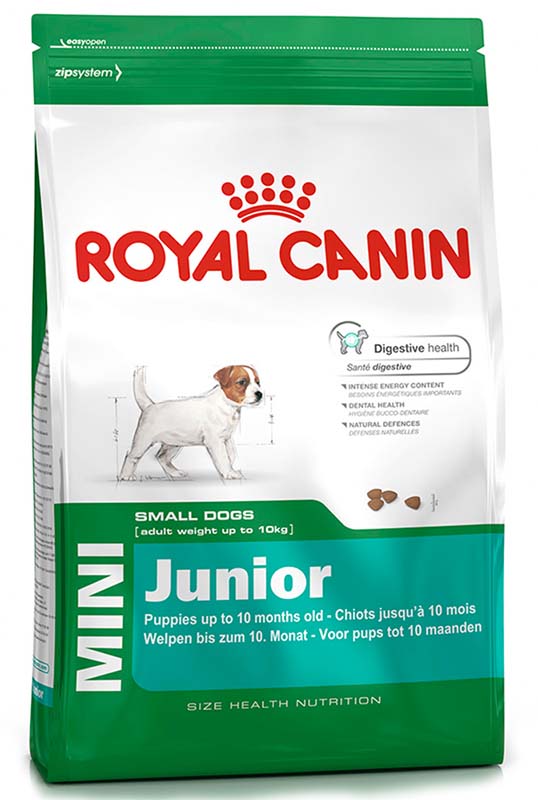 easyopen
zipsystem
ROYAL CANIN
Digestive health
Santé digestive
INTENSE ENERGY CONTENT
BESOINS ÉNERGÉTIQUES IMPORTANTS
DENTAL HEALTH
HYGIÈNE BUCCO-DENTAIRE
NATURAL DEFENCES
DÉFENSES NATURELLES
SMALL DOGS
[adult weight up to 10kg]
MINI
Junior
Puppies up to 10 months old - Chiots jusqu'à 10 mois
Welpen bis zum 10. Monat - Voor pups tot 10 maanden
SIZE HEALTH NUTRITION
Junior